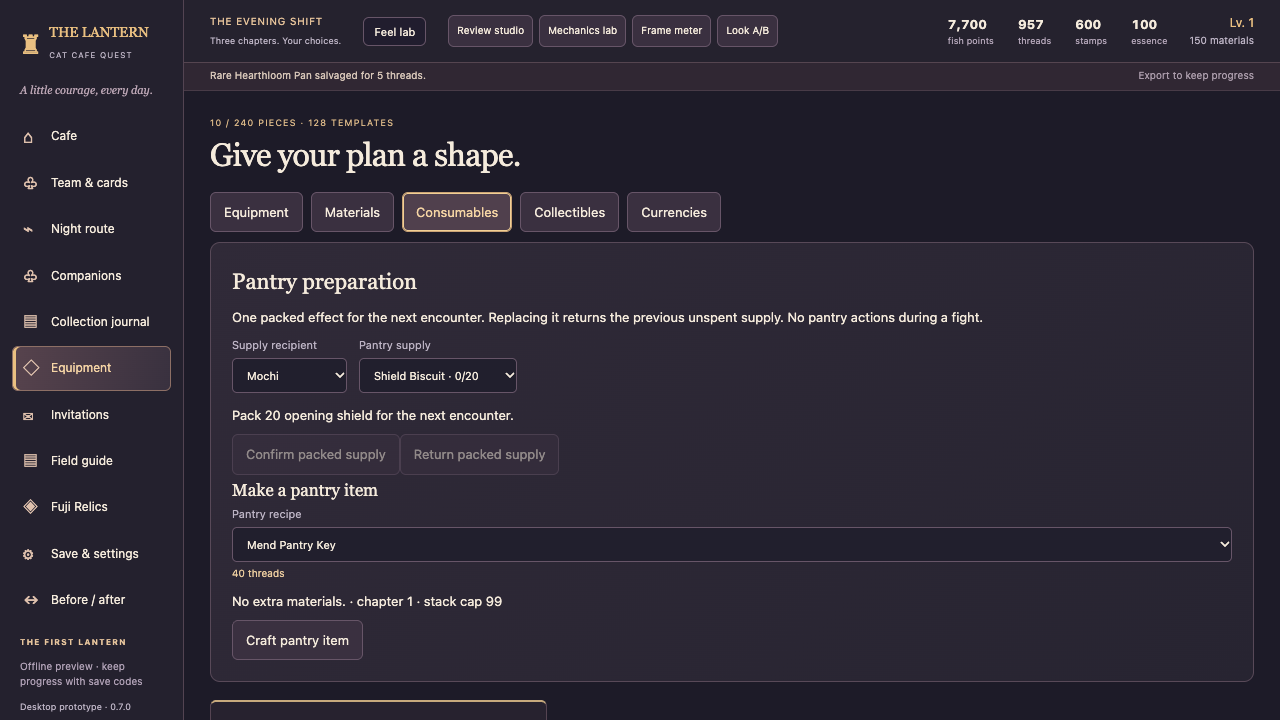 THE LANTERN
CAT CAFE QUEST
A little courage, every day.
Cafe
Team & cards
Night route
Companions
Collection journal
Equipment
Invitations
Field guide
Fuji Relics
Save & settings
Before / after
THE FIRST LANTERN
Offline preview · keep
progress with save codes
Desktop prototype · 0.7.0
THE EVENING SHIFT
Three chapters. Your choices.
Feel lab
Review studio
Mechanics lab
Frame meter
Look A/B
7,700
fish points
957
threads
600
stamps
100
essence
Lv. 1
150 materials
Rare Hearthloom Pan salvaged for 5 threads.
Export to keep progress
10 / 240 PIECES · 128 TEMPLATES
Give your plan a shape.
Equipment
Materials
Consumables
Collectibles
Currencies
Pantry preparation
One packed effect for the next encounter. Replacing it returns the previous unspent supply. No pantry actions during a fight.
Supply recipient
Pantry supply
Mochi
Shield Biscuit · 0/20
Pack 20 opening shield for the next encounter.
Confirm packed supply
Return packed supply
Make a pantry item
Pantry recipe
Mend Pantry Key
40 threads
No extra materials. · chapter 1 · stack cap 99
Craft pantry item